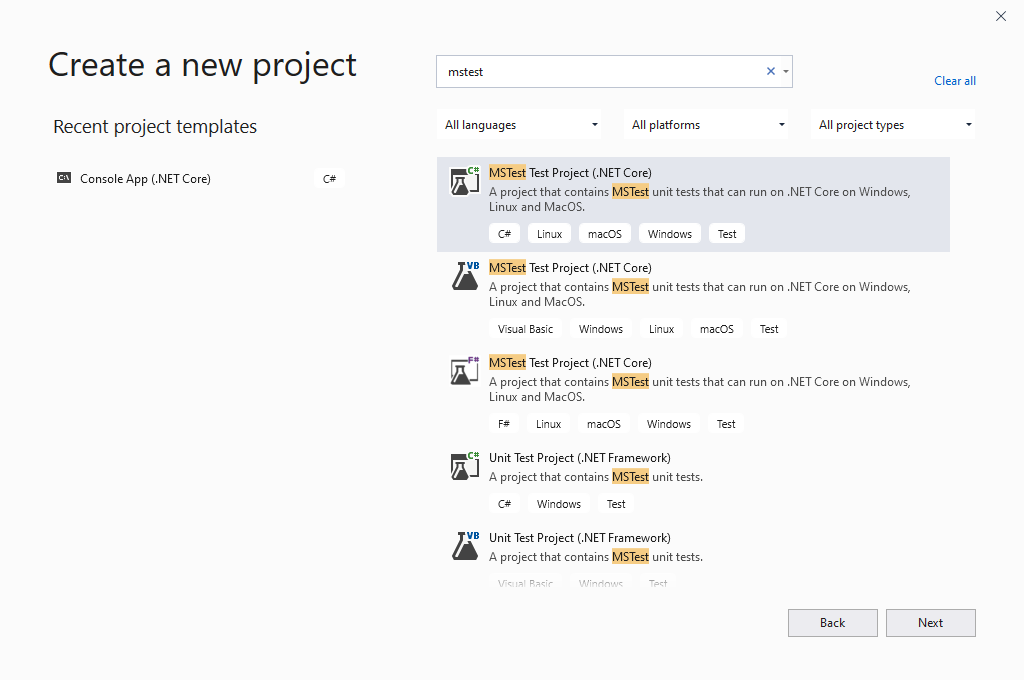 Create a new project
mstest
Clear all
Recent project templates
All languages
All platforms
All project types
C:\
Console App (.NET Core)
C#
C#
MSTest Test Project (.NET Core)
A project that contains MSTest unit tests that can run on .NET Core on Windows,
Linux and MacOS.
C# Linux macOS Windows Test
VB
MSTest Test Project (.NET Core)
A project that contains MSTest unit tests that can run on .NET Core on Windows,
Linux and MacOS.
Visual Basic Windows Linux macOS Test
F#
MSTest Test Project (.NET Core)
A project that contains MSTest unit tests that can run on .NET Core on Windows,
Linux and MacOS.
F# Linux macOS Windows Test
C#
Unit Test Project (.NET Framework)
A project that contains MSTest unit tests.
C# Windows Test
VB
Unit Test Project (.NET Framework)
A project that contains MSTest unit tests.
Visual Basic Windows Test
Back
Next